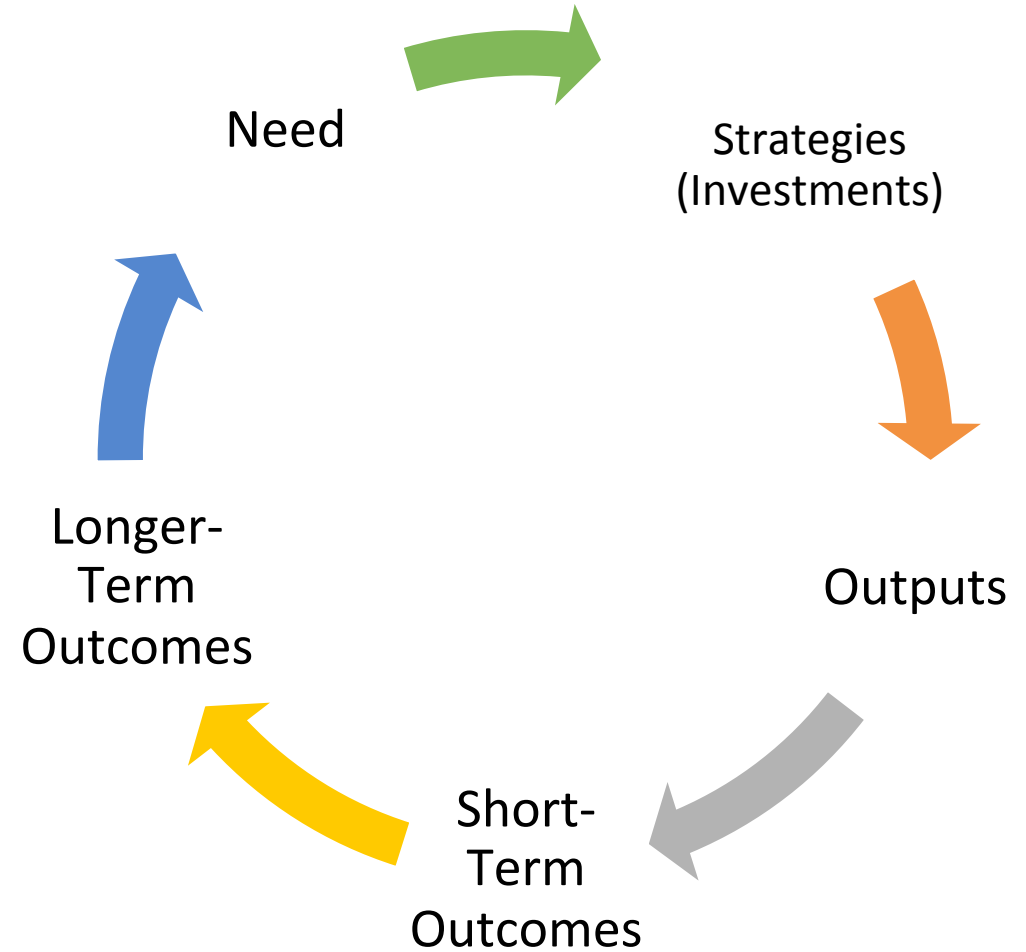 Need
Strategies
(Investments)
Outputs
Short-
Term
Outcomes
Longer-
Term
Outcomes